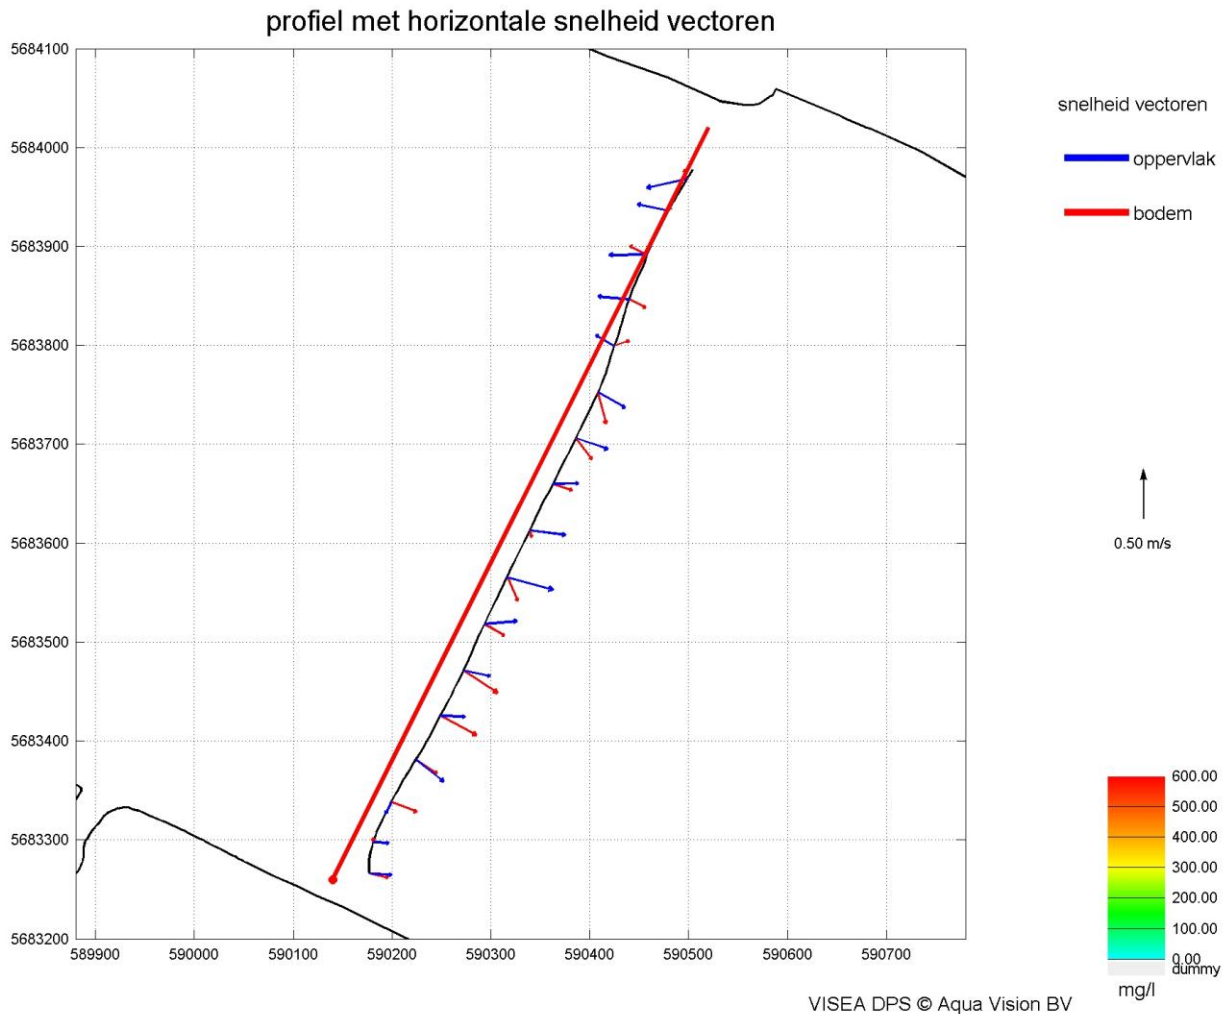 profiel met horizontale snelheid vectoren
5684100
5684000
5683900
5683800
5683700
5683600
5683500
5683400
5683300
5683200
589900 590000 590100 590200 590300 590400 590500 590600 590700
snelheid vectoren
oppervlak
bodem
0.50 m/s
600.00
500.00
400.00
300.00
200.00
100.00
0.00
dummy
mg/l
VISEA DPS © Aqua Vision BV